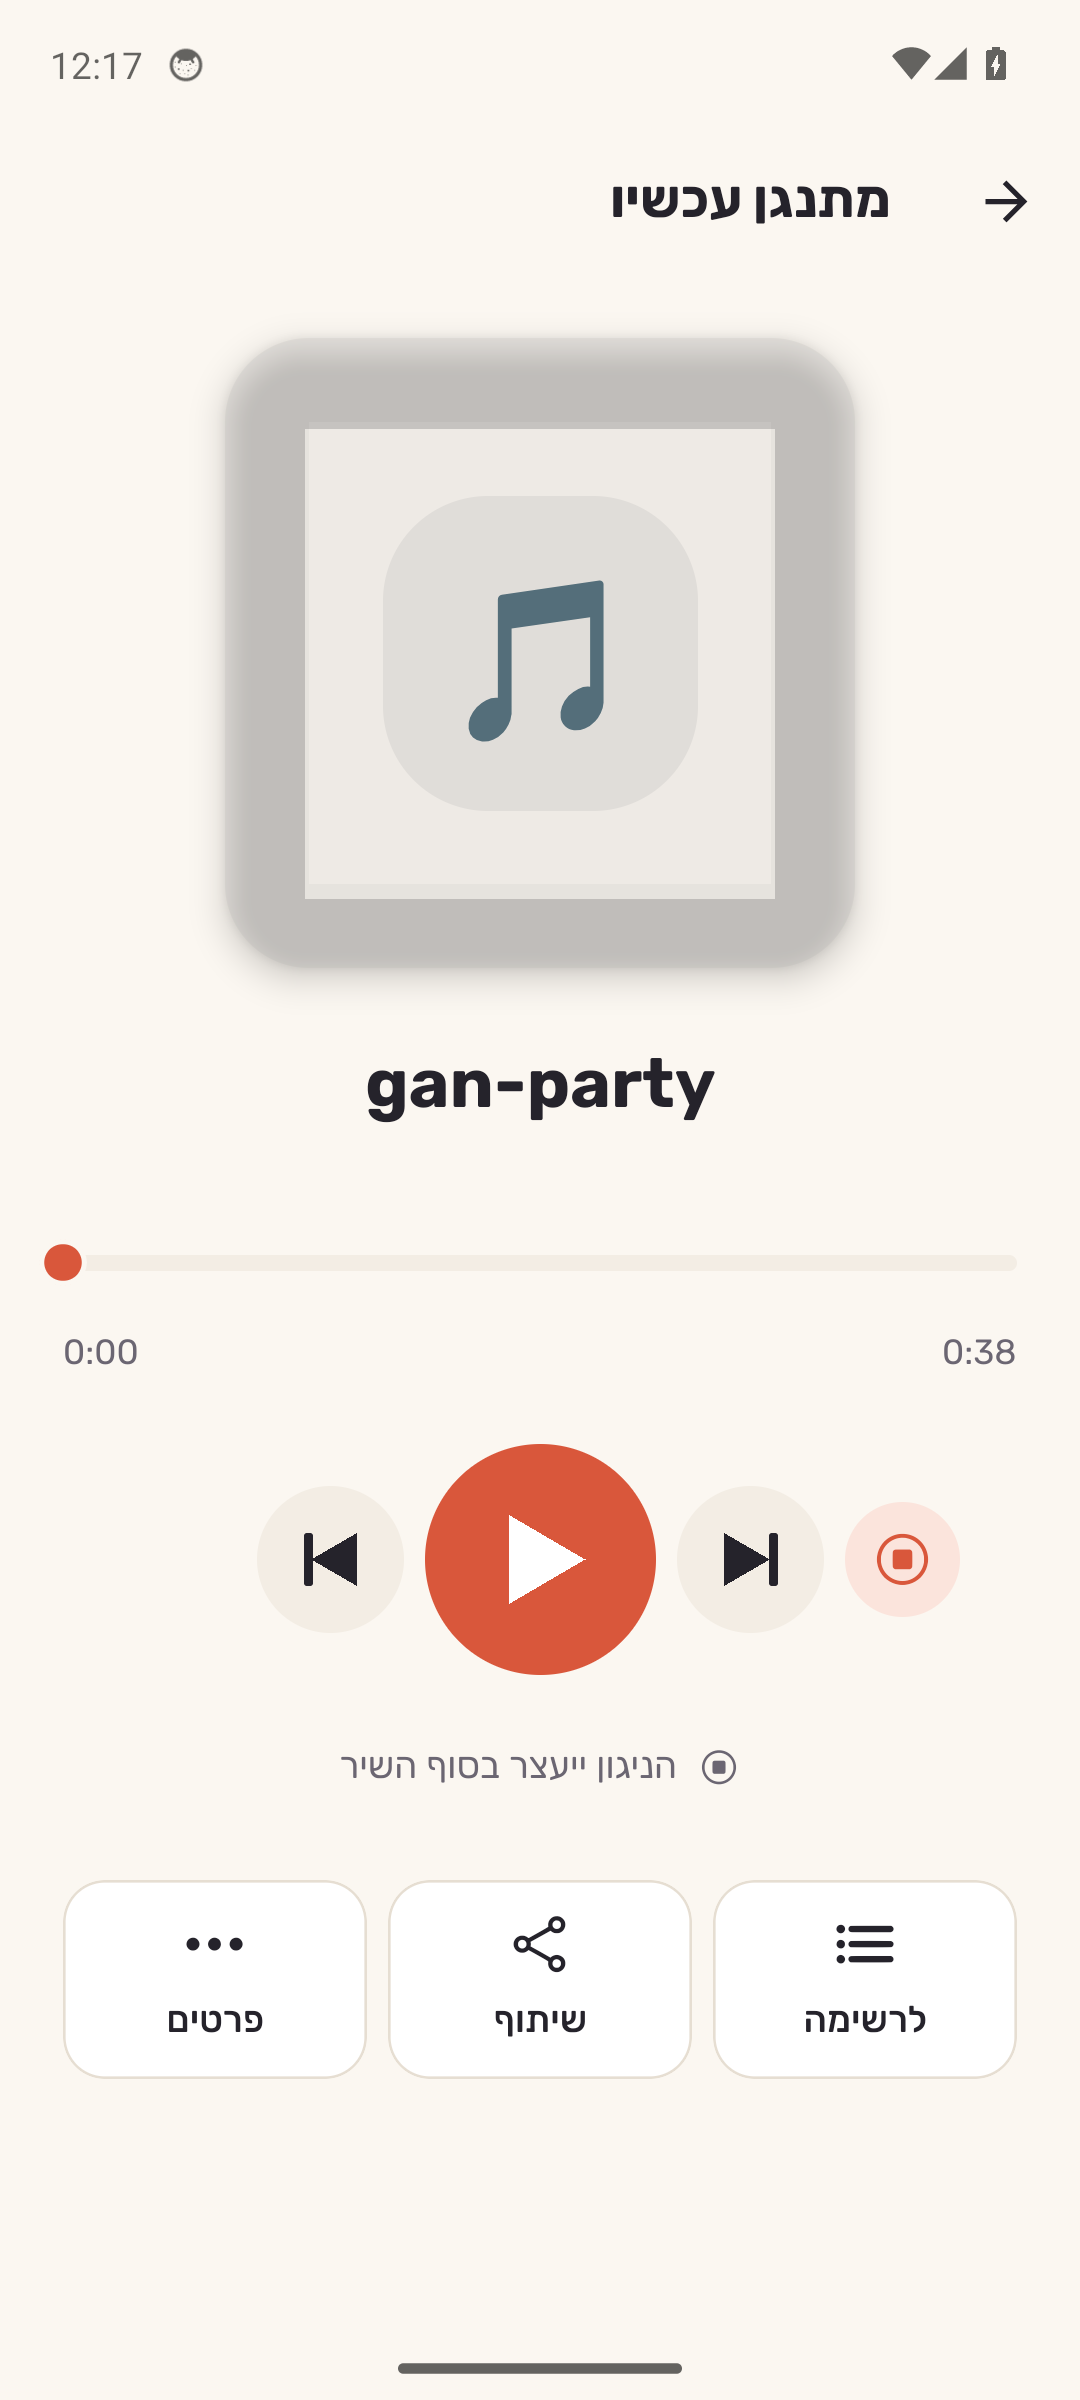 12:17
מתנגן עכשיו
gan-party
0:00 0:38
הניגון ייעצר בסוף השיר
לרשימה שיתוף פרטים